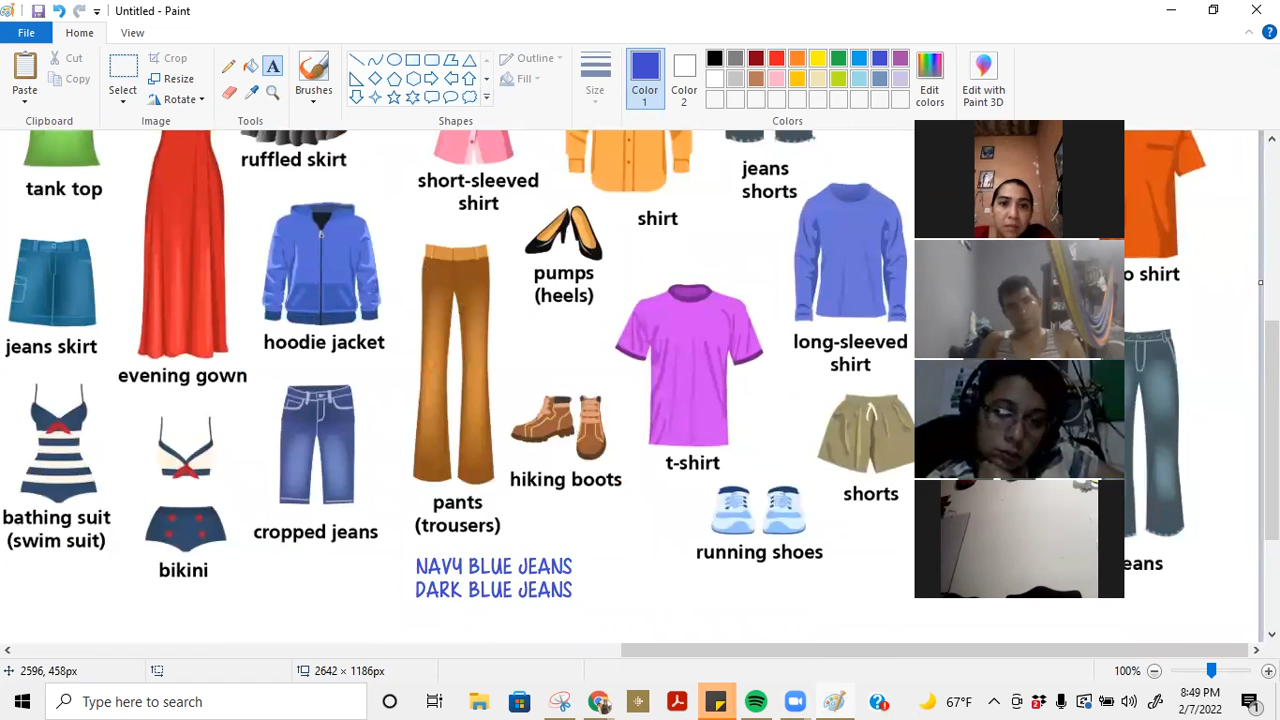 Untitled - Paint
File
Home
View
Paste
Cut
Copy
Clipboard
Select
Crop
Resize
Rotate
Image
Tools
Brushes
Shapes
Outline
Fill
Size
Color 1
Color 2
Edit colors
Edit with Paint 3D
Colors
tank top
ruffled skirt
short-sleeved
shirt
shirt
jeans
shorts
o shirt
jeans skirt
evening gown
hoodie jacket
pumps
(heels)
long-sleeved
shirt
t-shirt
hiking boots
shorts
bathing suit
(swim suit)
bikini
cropped jeans
pants
(trousers)
running shoes
eans
NAVY BLUE JEANS
DARK BLUE JEANS
2596, 458px
2642 × 1186px
100%
Type here to search
67°F
8:49 PM
2/7/2022